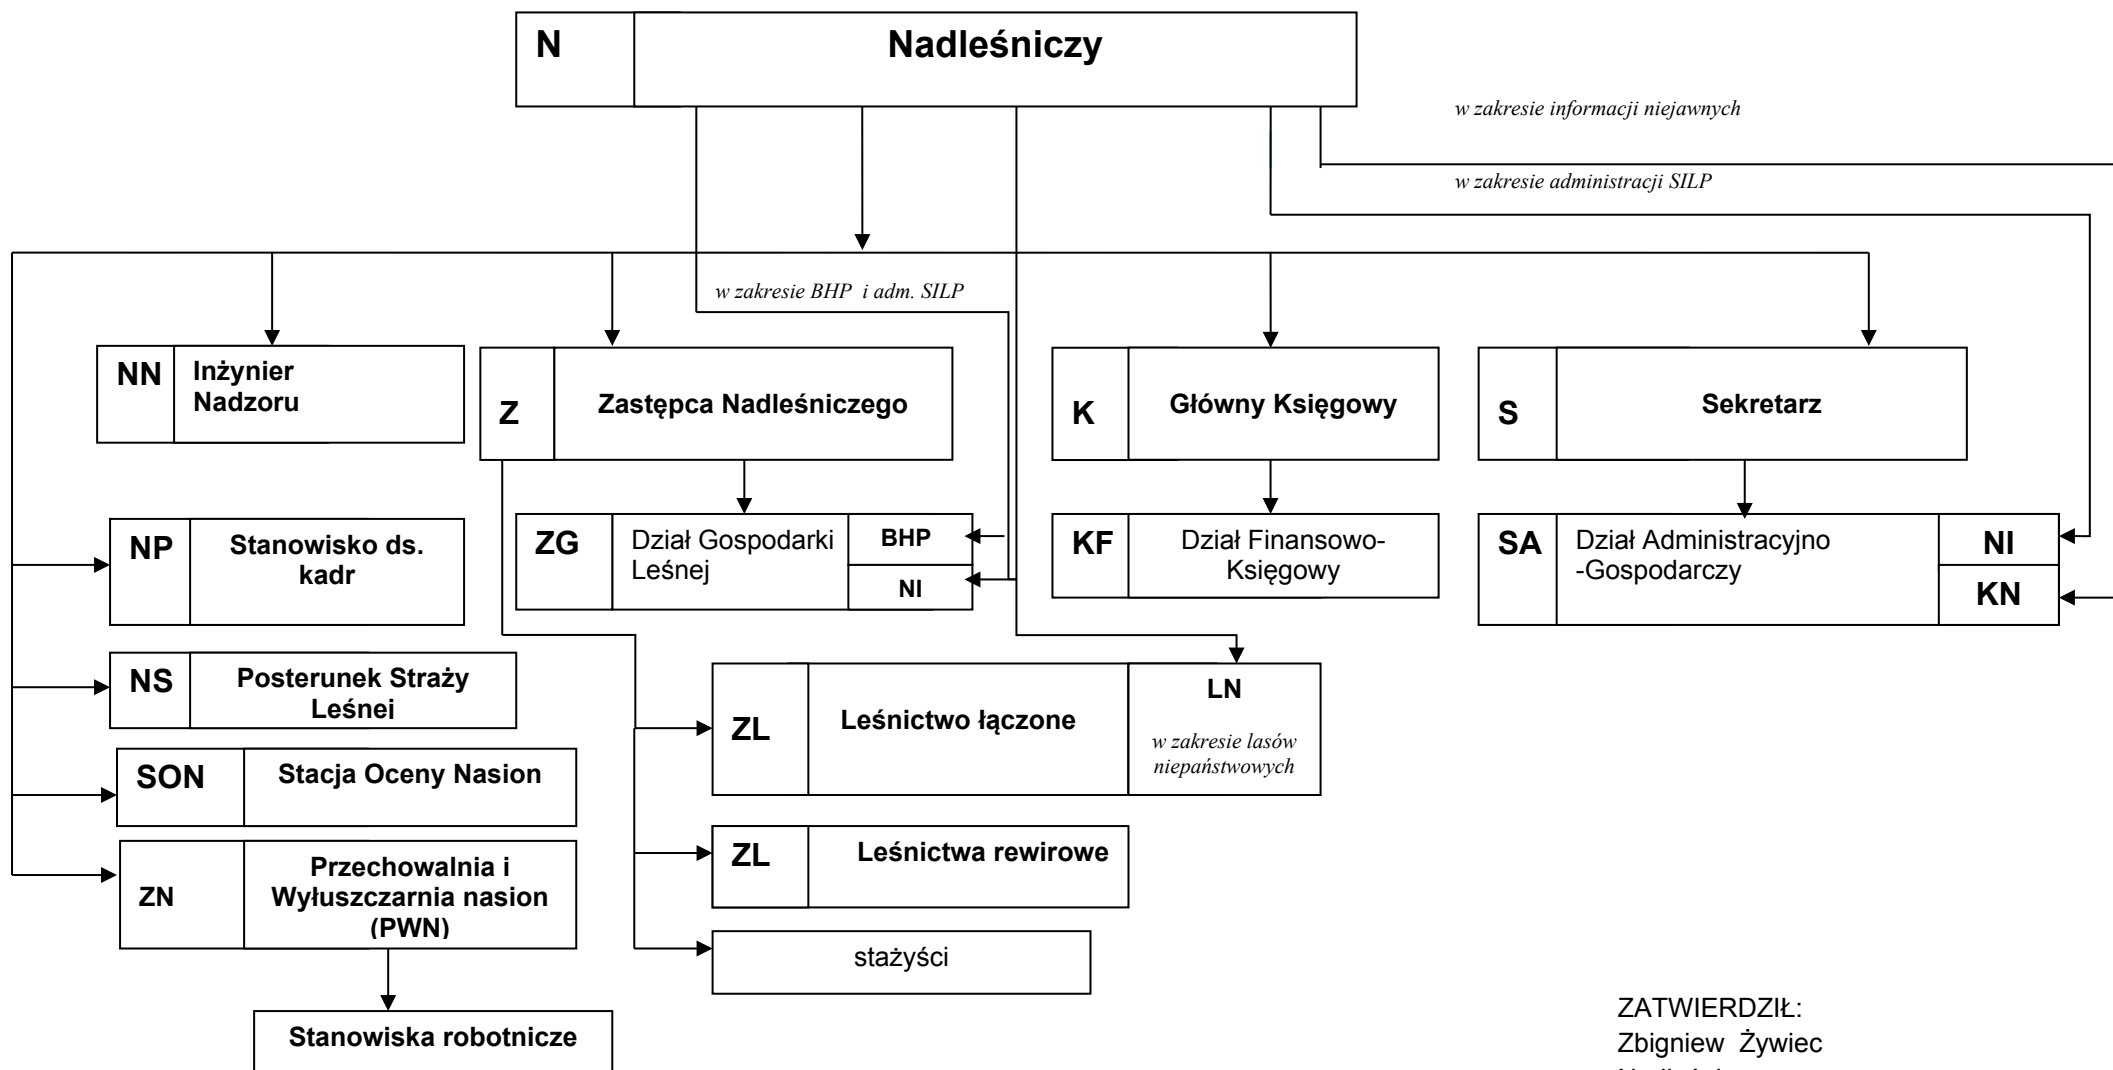 N
Nadleśniczy
w zakresie informacji niejawnych
w zakresie administracji SILP
w zakresie BHP i adm. SILP
NN
Inżynier
Nadzoru
Z
Zastępca Nadleśniczego
K
Główny Księgowy
S
Sekretarz
NP
Stanowisko ds.
kadr
ZG
Dział Gospodarki
Leśnej
BHP
NI
KF
Dział Finansowo-
Księgowy
SA
Dział Administracyjno
-Gospodarczy
NI
KN
NS
Posterunek Straży
Leśnej
ZL
Leśnictwo łączone
LN
w zakresie lasów
niepaństwowych
SON
Stacja Oceny Nasion
ZL
Leśnictwa rewirowe
ZN
Przechowalnia i
Wyłuszczarnia nasion
(PWN)
stażyści
Stanowiska robotnicze
ZATWIERDZIŁ:
Zbigniew Żywiec